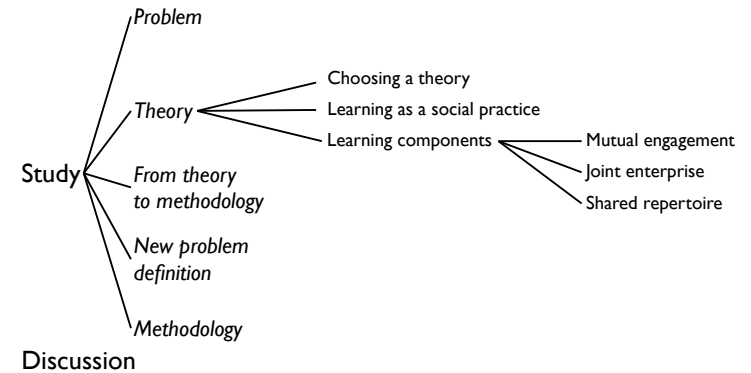 Problem
Choosing a theory
Theory
Learning as a social practice
Learning components
Mutual engagement
Joint enterprise
Shared repertoire
Study
From theory
to methodology
New problem
definition
Methodology
Discussion